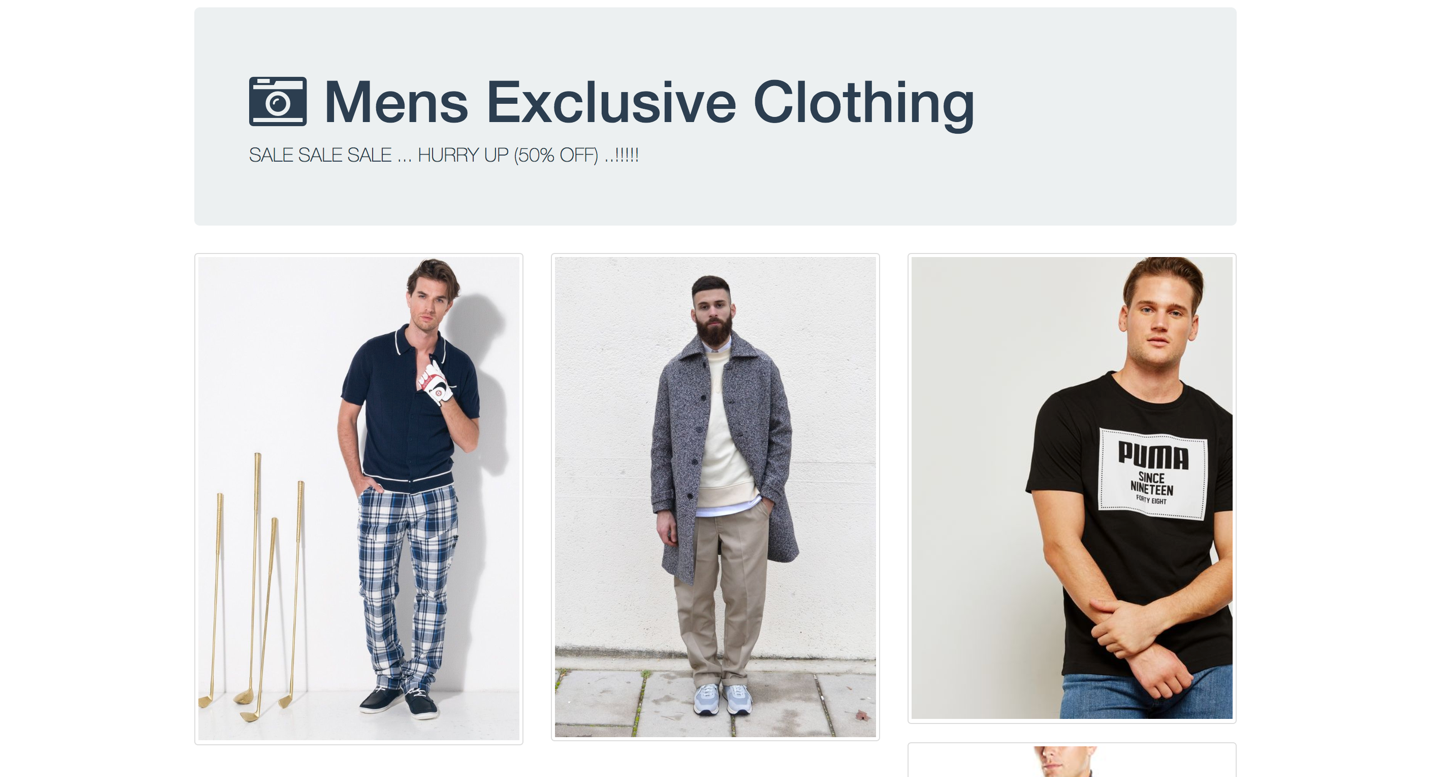 Mens Exclusive Clothing
SALE SALE SALE ... HURRY UP (50% OFF) ..!!!!!
PUMA
SINCE
NINETEEN
FORTY EIGHT